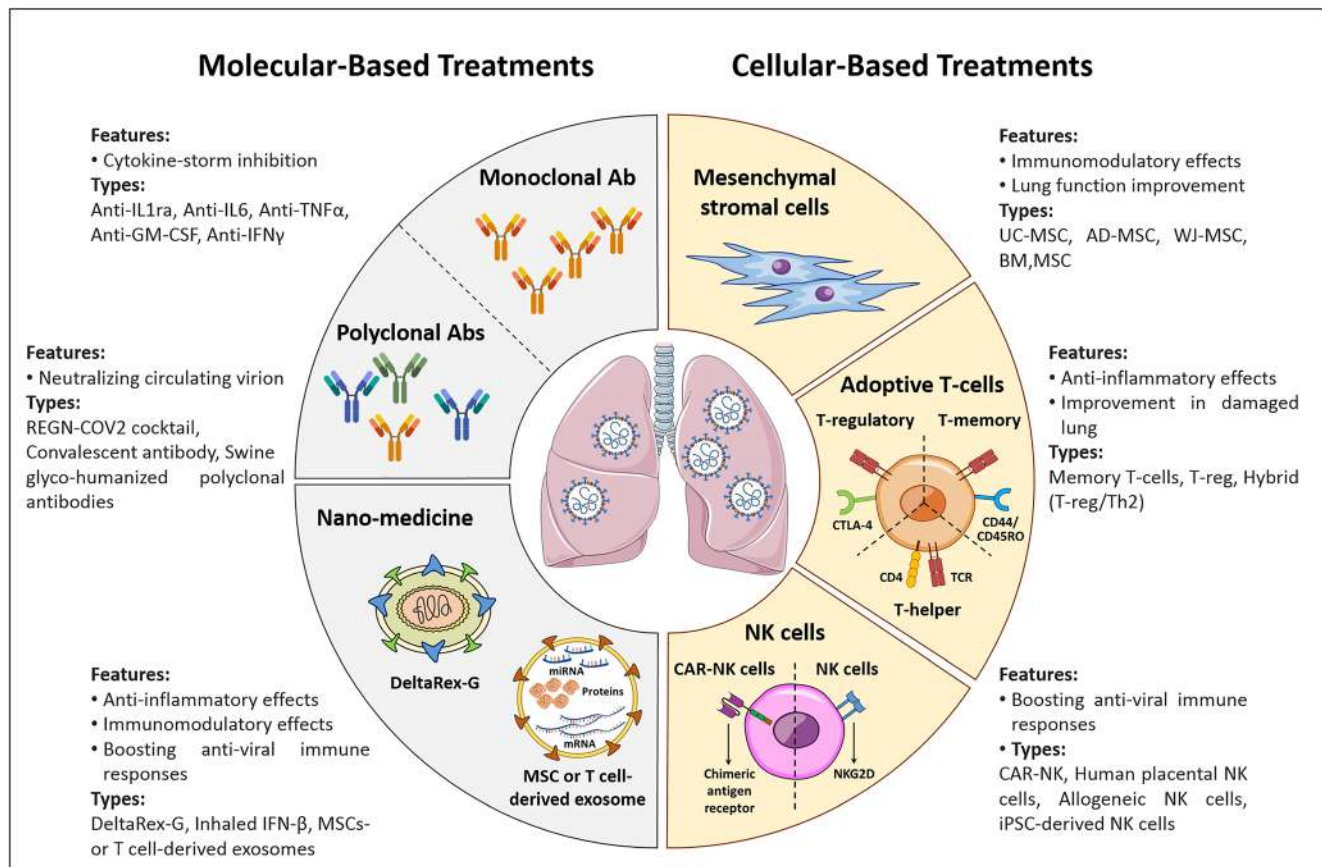 Molecular-Based Treatments
Cellular-Based Treatments
Features:
• Cytokine-storm inhibition
Types:
Anti-IL1ra, Anti-IL6, Anti-TNFα,
Anti-GM-CSF, Anti-IFNγ
Monoclonal Ab
Mesenchymal
stromal cells
Features:
• Immunomodulatory effects
• Lung function improvement
Types:
UC-MSC, AD-MSC, WJ-MSC,
BM,MSC
Features:
• Neutralizing circulating virion
Types:
REGN-COV2 cocktail,
Convalescent antibody, Swine
glyco-humanized polyclonal
antibodies
Polyclonal Abs
Adoptive T-cells
T-regulatory
T-memory
CTLA-4
CD44/
CD45RO
CD4
TCR
T-helper
Features:
• Anti-inflammatory effects
• Improvement in damaged
lung
Types:
Memory T-cells, T-reg, Hybrid
(T-reg/Th2)
Nano-medicine
DeltaRex-G
miRNA
Proteins
mRNA
MSC or T cell-
derived exosome
Features:
• Anti-inflammatory effects
• Immunomodulatory effects
• Boosting anti-viral immune
responses
Types:
DeltaRex-G, Inhaled IFN-β, MSCs-
or T cell-derived exosomes
NK cells
CAR-NK cells
NK cells
Chimeric
antigen
receptor
NKG2D
Features:
• Boosting anti-viral immune
responses
• Types:
CAR-NK, Human placental NK
cells, Allogeneic NK cells,
iPSC-derived NK cells